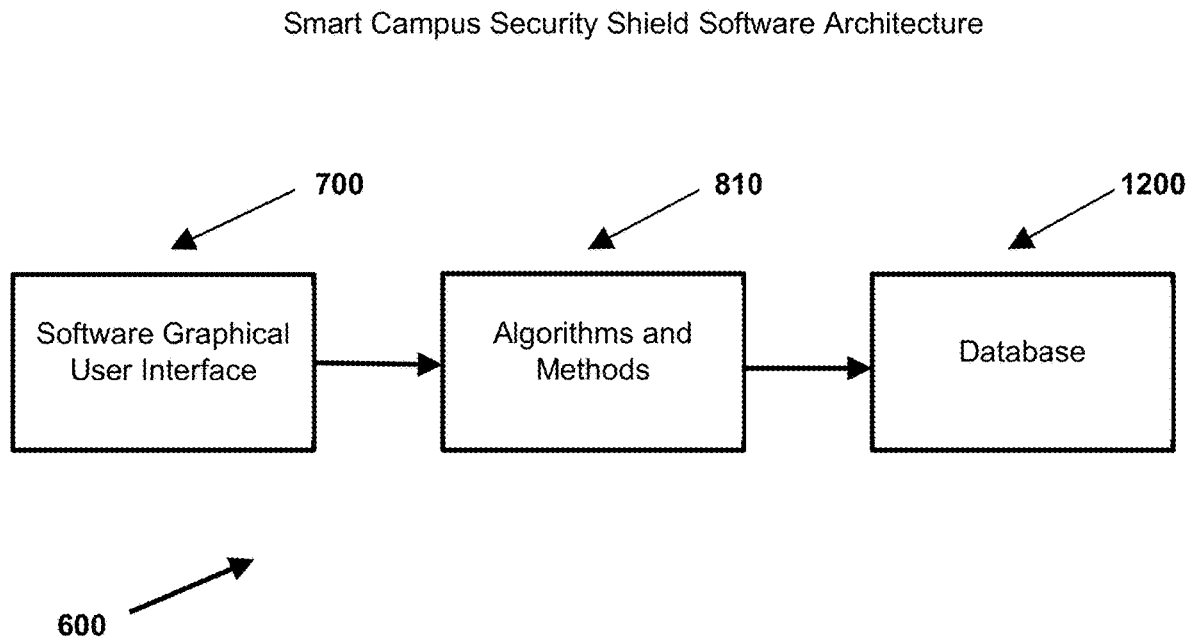 Smart Campus Security Shield Software Architecture
700
810
1200
Software Graphical
User Interface
Algorithms and
Methods
Database
600